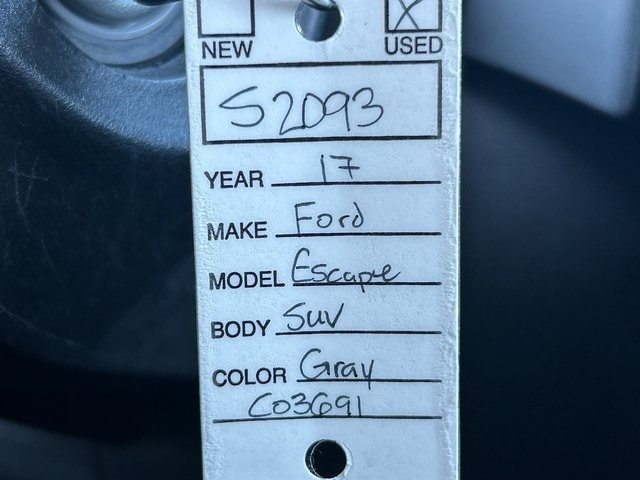 NEW USED
S2093
YEAR 17
MAKE Ford
MODEL Escape
BODY Suv
COLOR Gray
C03691